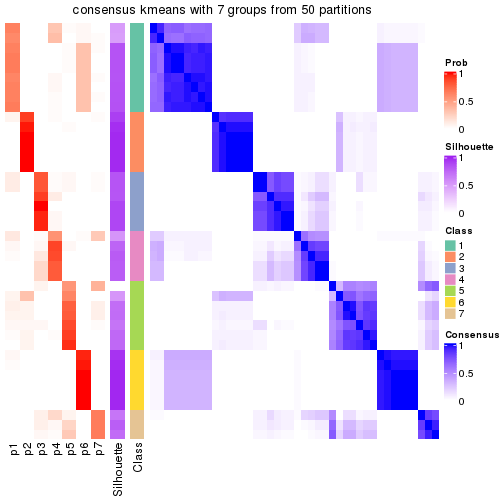 consensus kmeans with 7 groups from 50 partitions
Prob
1
0.5
0
Silhouette
1
0.5
0
Class
1
2
3
4
5
6
7
Consensus
1
0.5
0
p1 p2 p3 p4 p5 p6 p7 Silhouette Class